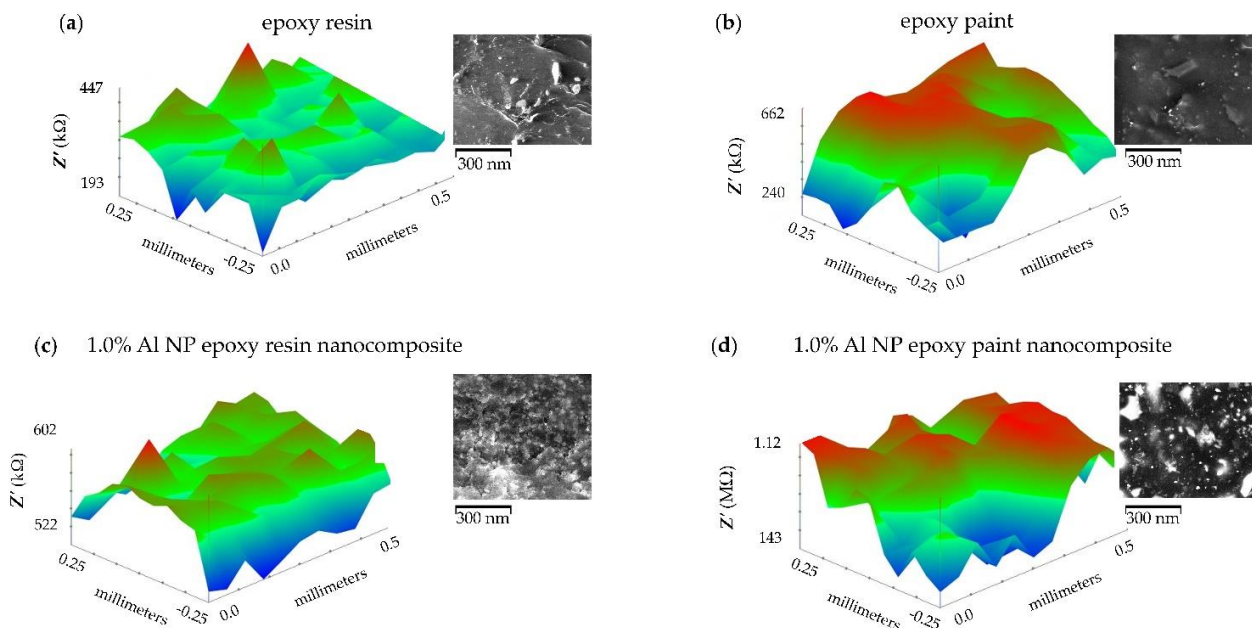 (a) epoxy resin
447
Z' (kΩ)
193
0.25
millimeters
-0.25
0.0
millimeters
0.5
300 nm
(b) epoxy paint
662
Z' (kΩ)
240
0.25
millimeters
-0.25
0.0
millimeters
0.5
300 nm
(c) 1.0% Al NP epoxy resin nanocomposite
602
Z' (kΩ)
522
0.25
millimeters
-0.25
0.0
millimeters
0.5
300 nm
(d) 1.0% Al NP epoxy paint nanocomposite
1.12
Z' (MΩ)
143
0.25
millimeters
-0.25
0.0
millimeters
0.5
300 nm